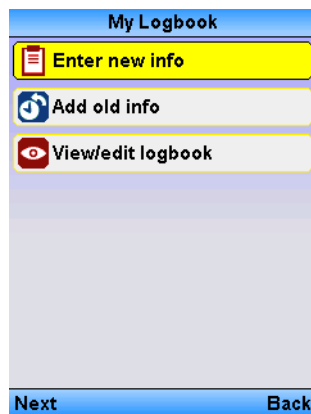 My Logbook
Enter new info
Add old info
View/edit logbook
Next Back